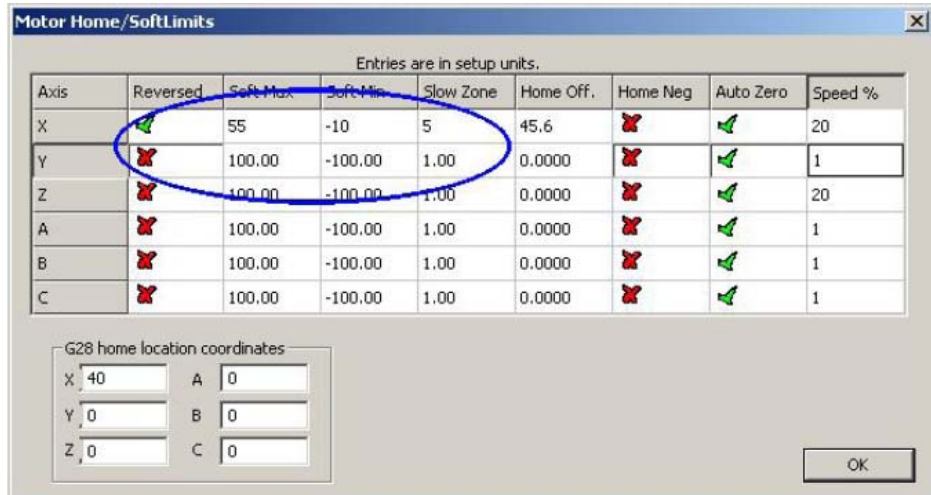 Motor Home/SoftLimits
Entries are in setup units.
Axis Reversed Soft Max Soft Min Slow Zone Home Off. Home Neg Auto Zero Speed %
X 55 -10 5 45.6 20
Y 100.00 -100.00 1.00 0.0000 1
Z 100.00 -100.00 1.00 0.0000 20
A 100.00 -100.00 1.00 0.0000 1
B 100.00 -100.00 1.00 0.0000 1
C 100.00 -100.00 1.00 0.0000 1
G28 home location coordinates
X 40 A 0
Y 0 B 0
Z 0 C 0
OK